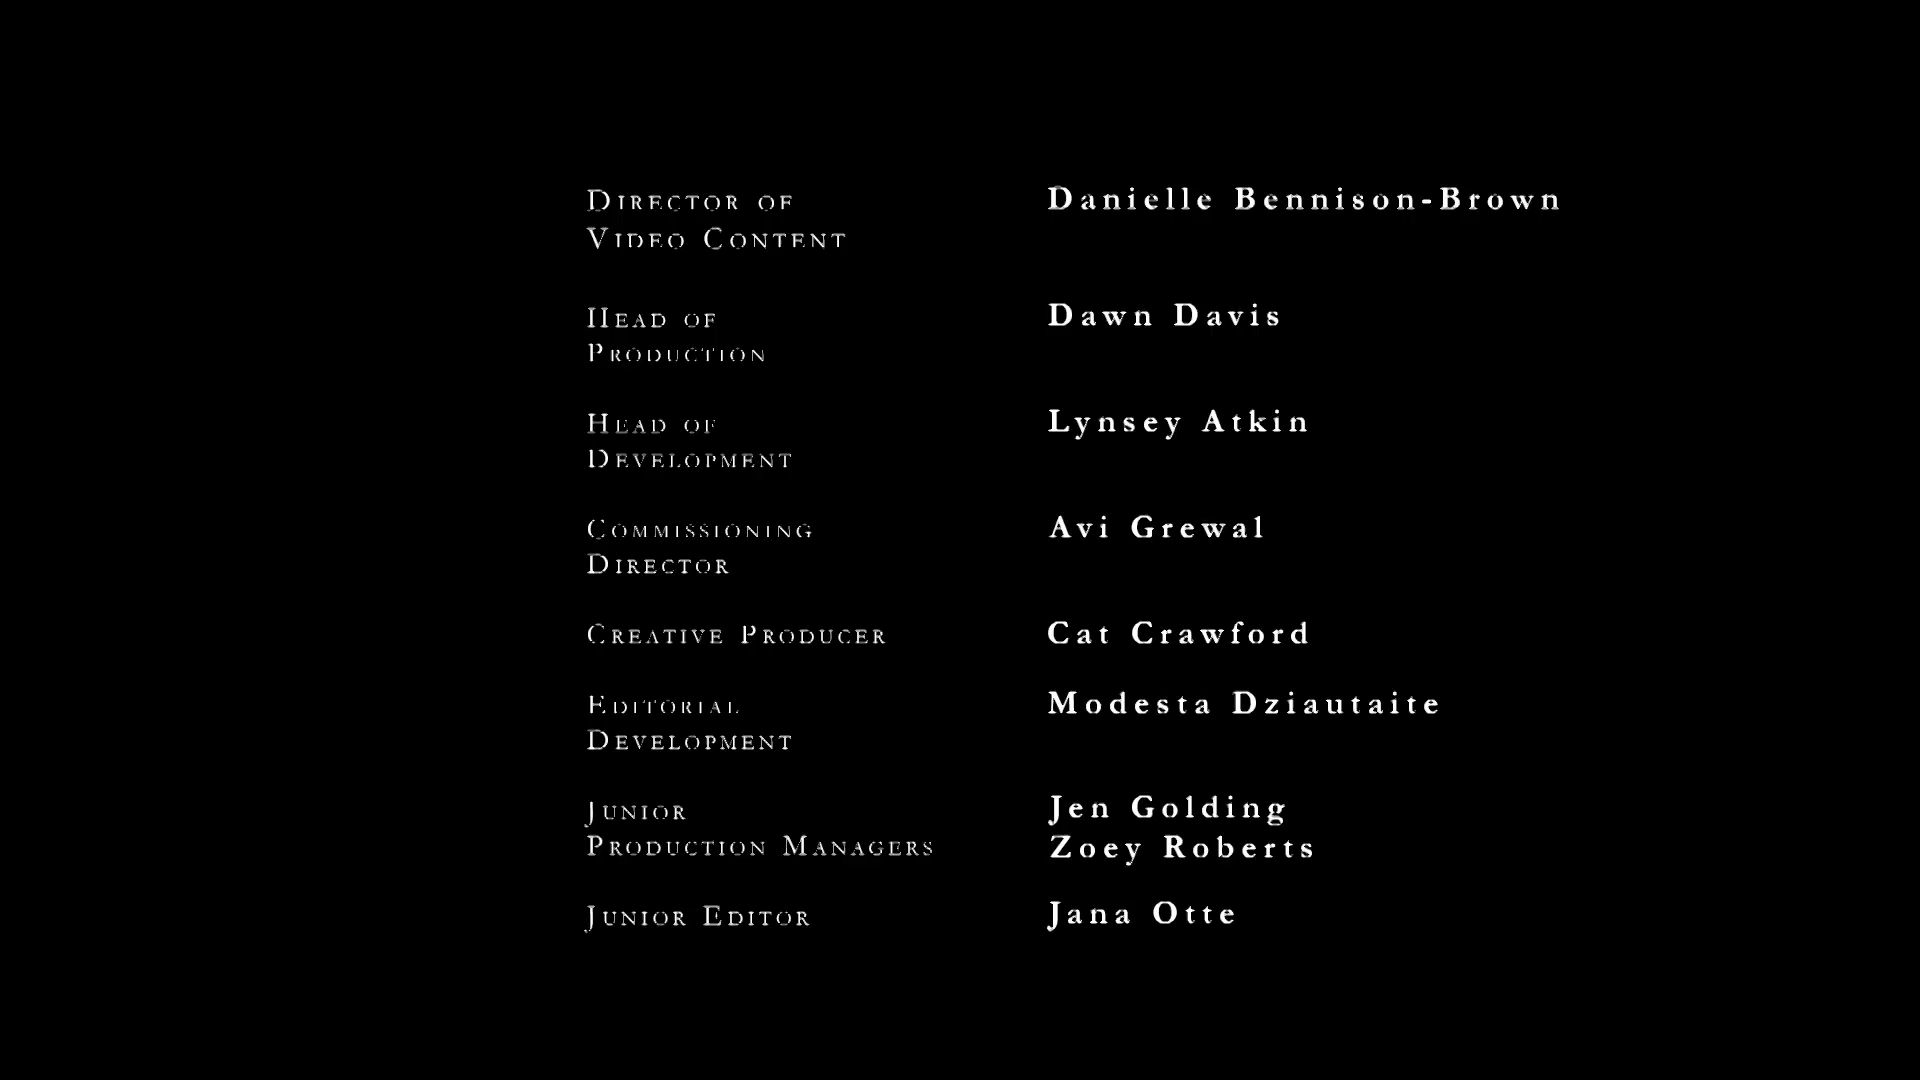 Director of Danielle Bennison-Brown
Video Content
Head of Dawn Davis
Production
Head of Lynsey Atkin
Development
Commissioning Avi Grewal
Director
Creative Producer Cat Crawford
Editorial Modesta Dziautaite
Development
Junior Jen Golding
Production Managers Zoey Roberts
Junior Editor Jana Otte